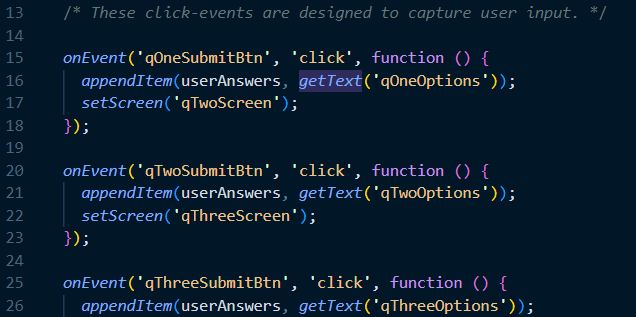 13 /* These click-events are designed to capture user input. */
14
15 onEvent('qOneSubmitBtn', 'click', function () {
16   appendItem(userAnswers, getText('qOneOptions'));
17   setScreen('qTwoScreen');
18 });
19
20 onEvent('qTwoSubmitBtn', 'click', function () {
21   appendItem(userAnswers, getText('qTwoOptions'));
22   setScreen('qThreeScreen');
23 });
24
25 onEvent('qThreeSubmitBtn', 'click', function () {
26   appendItem(userAnswers, getText('qThreeOptions'));